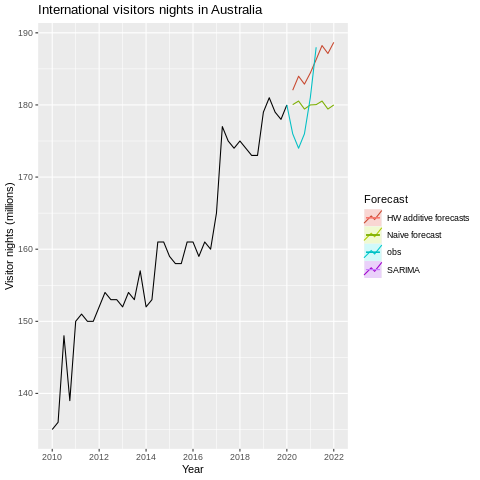 International visitors nights in Australia
190
180
170
160
150
140
Visitor nights (millions)
2010 2012 2014 2016 2018 2020 2022
Year
Forecast
HW additive forecasts
Naive forecast
obs
SARIMA